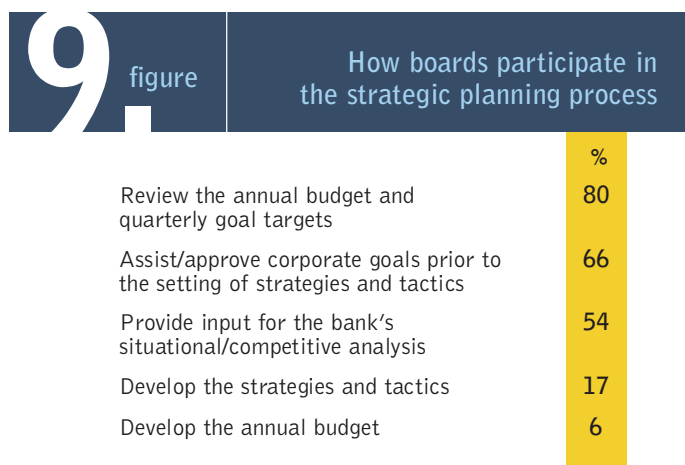 9.
figure
How boards participate in
the strategic planning process
%
Review the annual budget and
quarterly goal targets
80
Assist/approve corporate goals prior to
the setting of strategies and tactics
66
Provide input for the bank's
situational/competitive analysis
54
Develop the strategies and tactics
17
Develop the annual budget
6